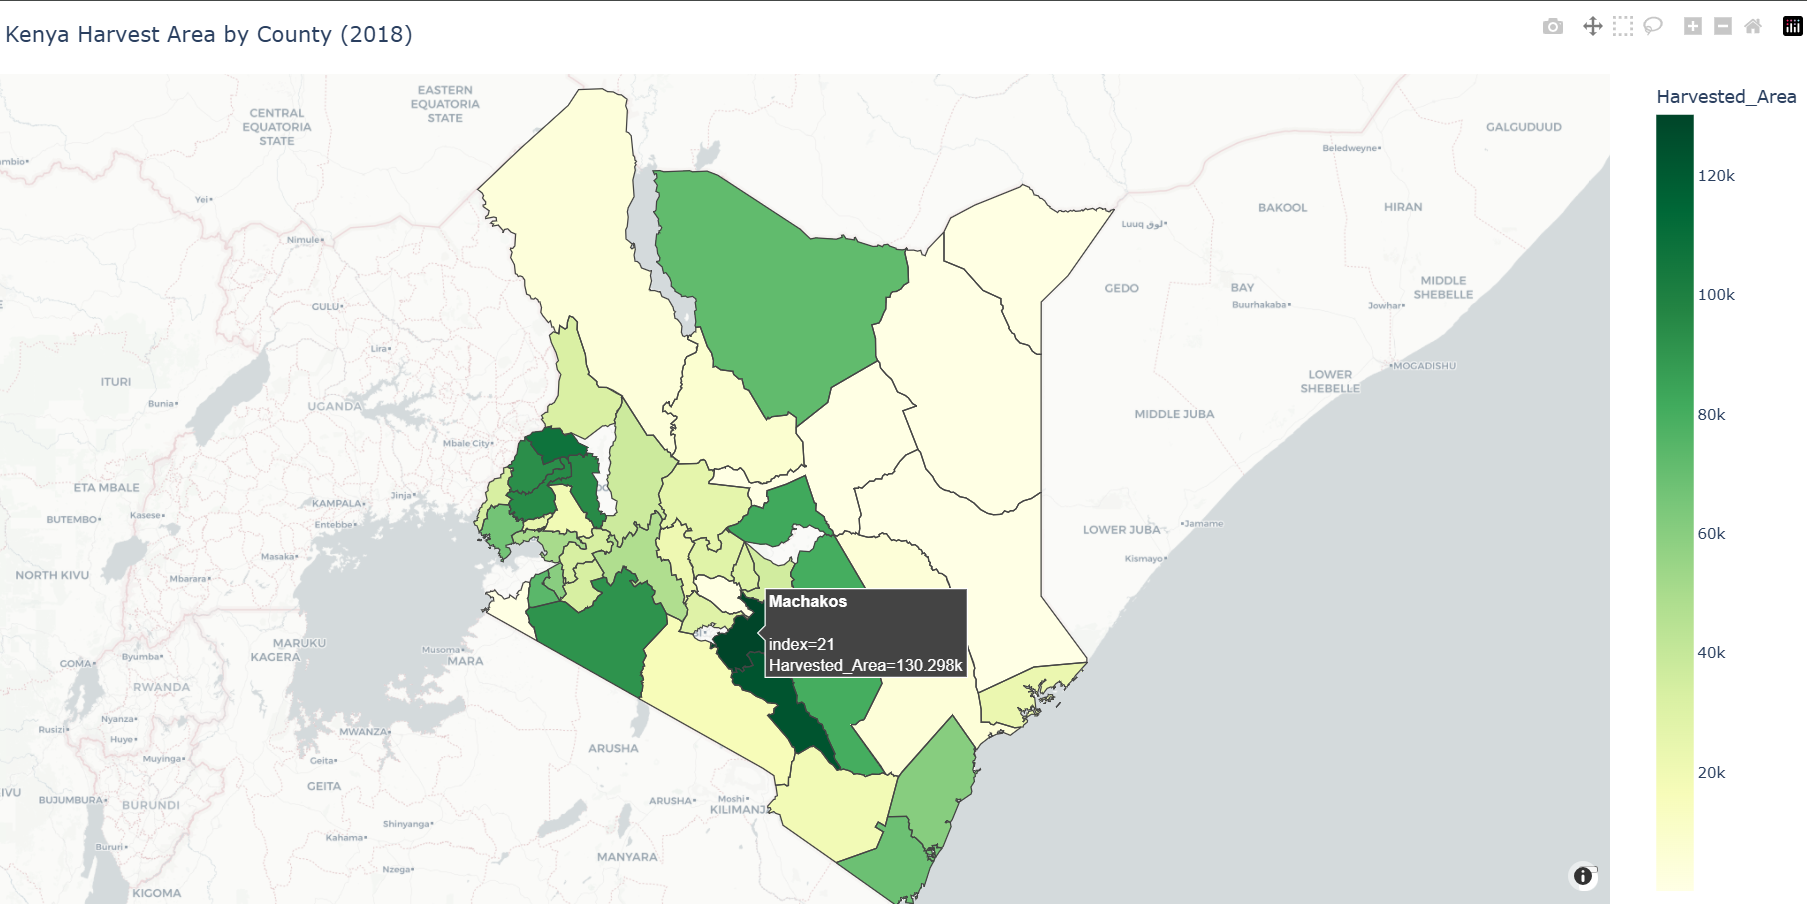 Kenya Harvest Area by County (2018)
Harvested_Area
120k
100k
80k
60k
40k
20k
EASTERN
EQUATORIA
STATE
CENTRAL
EQUATORIA
STATE
GALGUDUUD
Beledweyne
Yei
Nimule
BAKOOL
HIRAN
Luuq لوق
GEDO
BAY
MIDDLE
SHEBELLE
Buurhakaba
Jowhar
GULU
Lira
ITURI
Bunia
UGANDA
MOGADISHU
LOWER
SHEBELLE
MIDDLE JUBA
Mbale City
ETA MBALE
Jinja
KAMPALA
Entebbe
BUTEMBO
Kasese
Jamame
LOWER JUBA
Kismayo
Masaka
NORTH KIVU
Mbarara
Machakos
index=21
Harvested_Area=130.298k
MARUKU
KAGERA
Musoma
MARA
GOMA
Byumba
RWANDA
Nyanza
Rusizi
Huye
MWANZA
Muyinga
Geita
GEITA
ARUSHA
IVU
BUJUMBURA
BURUNDI
ARUSHA
Moshi
KILIMANJ
Shinyanga
Kahama
Bururi
MANYARA
Nzega
KIGOMA